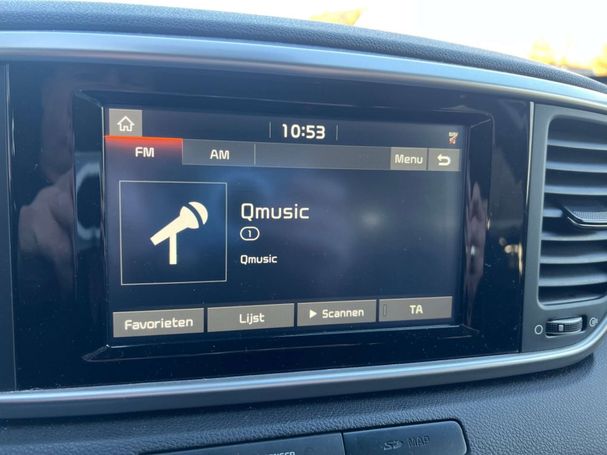 10:53
FM
AM
Menu
Qmusic
1
Qmusic
Favorieten
Lijst
Scannen
TA
MAP